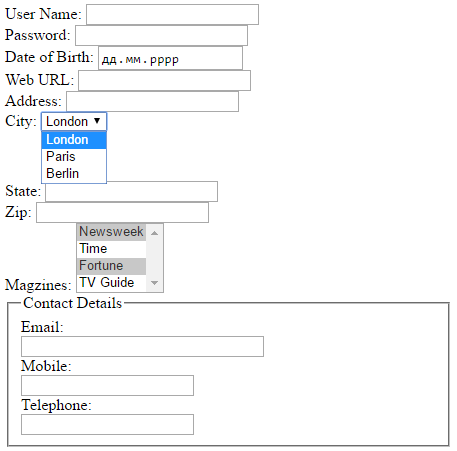 User Name:
Password:
Date of Birth: дд.мм.рррр
Web URL:
Address:
City: London
London
Paris
Berlin
State:
Zip:
Newsweek
Time
Fortune
Magzines: TV Guide
Contact Details
Email:
Mobile:
Telephone: